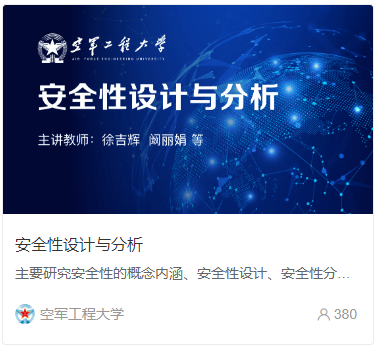 空军工程大学
AIR FORCE ENGINEERING UNIVERSITY
安全性设计与分析
主讲教师：徐吉辉 阚丽娟 等
安全性设计与分析
主要研究安全性的概念内涵、安全性设计、安全性分...
空军工程大学
380